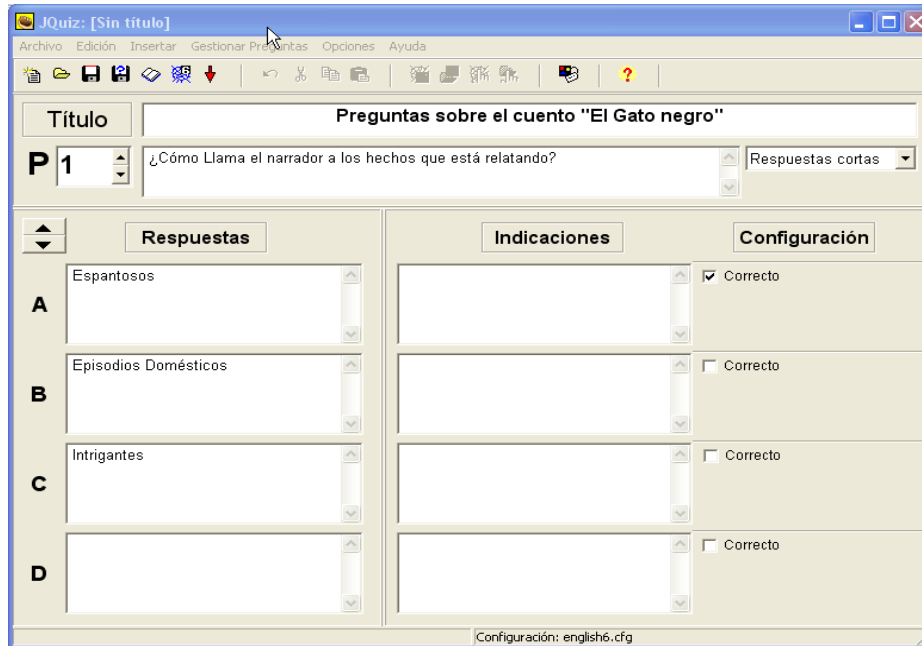 JQuiz: [Sin título]
Archivo Edición Insertar Gestionar Preguntas Opciones Ayuda
Título
Preguntas sobre el cuento "El Gato negro"
P 1
¿Cómo Llama el narrador a los hechos que está relatando?
Respuestas cortas
Respuestas Indicaciones Configuración
A
Espantosos
Correcto
B
Episodios Domésticos
Correcto
C
Intrigantes
Correcto
D
Correcto
Configuración: english6.cfg